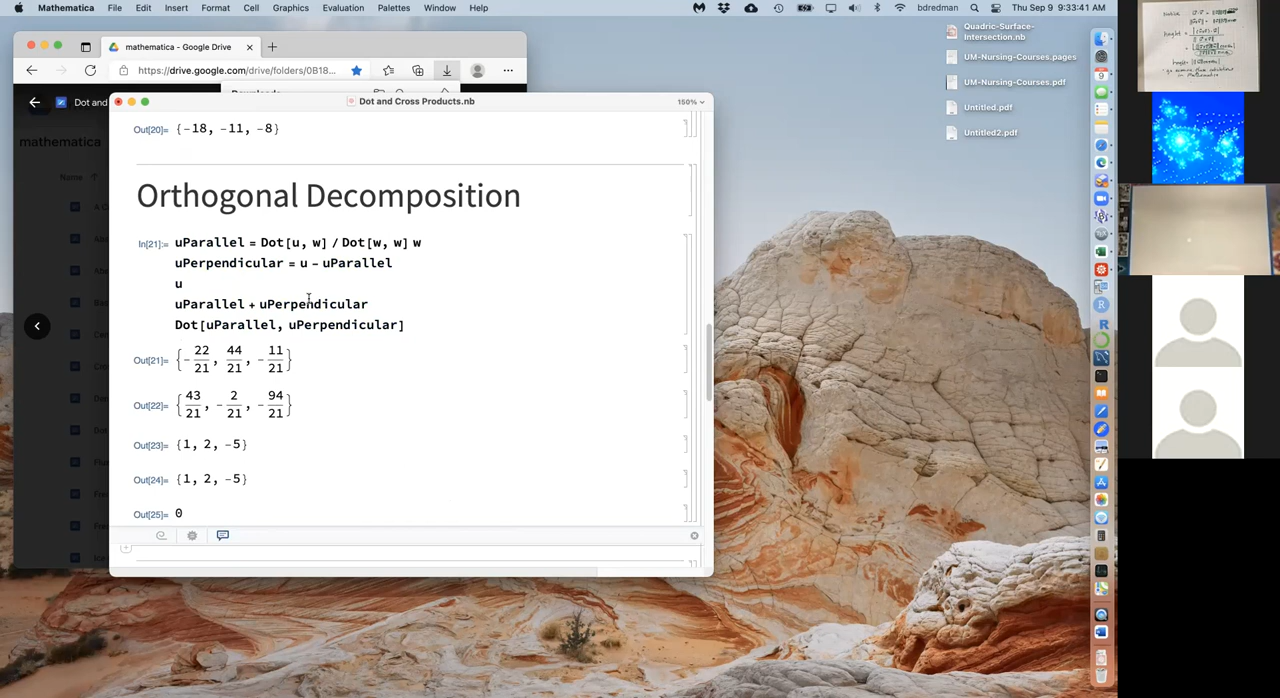 Mathematica File Edit Insert Format Cell Graphics Evaluation Palettes Window Help bdredman Thu Sep 9 9:33:41 AM
Quadric-Surface-
Intersection.nb
UM-Nursing-Courses.pages
UM-Nursing-Courses.pdf
Untitled.pdf
Untitled2.pdf
mathematica - Google Drive
https://drive.google.com/drive/folders/0B18...
Dot and
mathematica
Name
Dot and Cross Products.nb
150%
Out[20]= {-18, -11, -8}
Orthogonal Decomposition
In[21]:= uParallel = Dot[u, w] / Dot[w, w] w
uPerpendicular = u - uParallel
u
uParallel + uPerpendicular
Dot[uParallel, uPerpendicular]
Out[21]= {-22/21, 44/21, -11/21}
Out[22]= {43/21, -2/21, -94/21}
Out[23]= {1, 2, -5}
Out[24]= {1, 2, -5}
Out[25]= 0